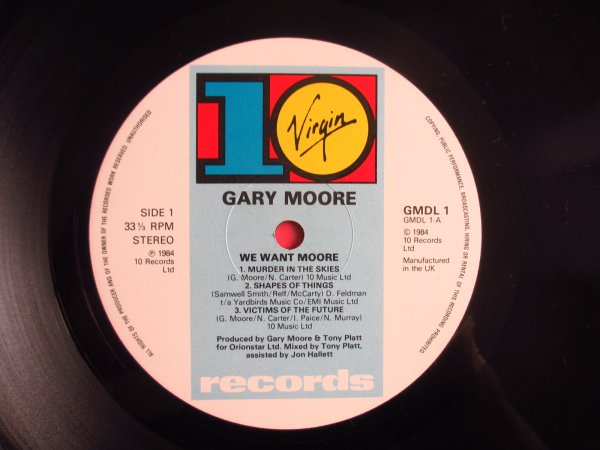 10
Virgin
GARY MOORE
SIDE 1
33⅓ RPM
STEREO
℗ 1984
10 Records
Ltd
GMDL 1
GMDL 1-A
© 1984
10 Records
Ltd
Manufactured
in the UK
WE WANT MOORE
1. MURDER IN THE SKIES
(G. Moore/N. Carter) 10 Music Ltd
2. SHAPES OF THINGS
(Samwell Smith/Relf/McCarty) D. Feldman
t/a Yardbirds Music Co/EMI Music Ltd
3. VICTIMS OF THE FUTURE
(G. Moore/N. Carter/I. Paice/N. Murray)
10 Music Ltd
Produced by Gary Moore & Tony Platt
for Orionstar Ltd. Mixed by Tony Platt,
assisted by Jon Hallett
records
ALL RIGHTS OF THE PRODUCER AND OF THE OWNER OF THE RECORDED WORK RESERVED. UNAUTHORISED
COPYING, PUBLIC PERFORMANCE, BROADCASTING, HIRING OR RENTAL OF THIS RECORDING PROHIBITED